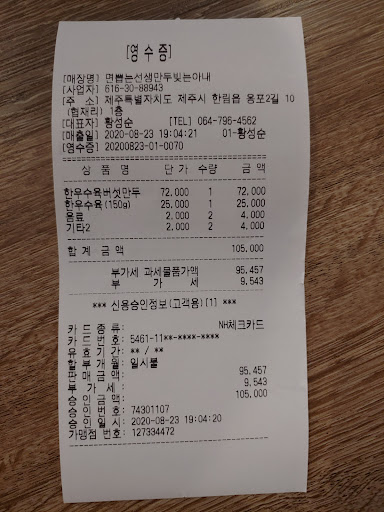 [영 수 증]
[매장명] 면뽑는선생만두빚는아내
[사업자] 616-30-88943
[주 소] 제주특별자치도 제주시 한림읍 옹포2길 10
(협재리) 1층
[대표자] 황성순 [TEL] 064-796-4562
[매출일] 2020-08-23 19:04:21 01-황성순
[영수증] 20200823-01-0070
상 품 명 단 가 수량 금 액
한우수육버섯만두 72,000 1 72,000
한우수육(150g) 25,000 1 25,000
음료 2,000 2 4,000
기타2 2,000 2 4,000
합 계 금 액 105,000
부가세 과세물품가액 95,457
부 가 세 9,543
*** 신용승인정보(고객용)[1] ***
카 드 종 류: NH체크카드
카 드 번 호: 5461-11**-****-****
유 효 기 간: ** / **
할 부 개 월: 일시불
판 매 금 액: 95,457
부 가 세 : 9,543
승 인 금 액: 105,000
승 인 번 호: 74301107
승 인 일 시: 2020-08-23 19:04:20
가맹점 번호: 127334472